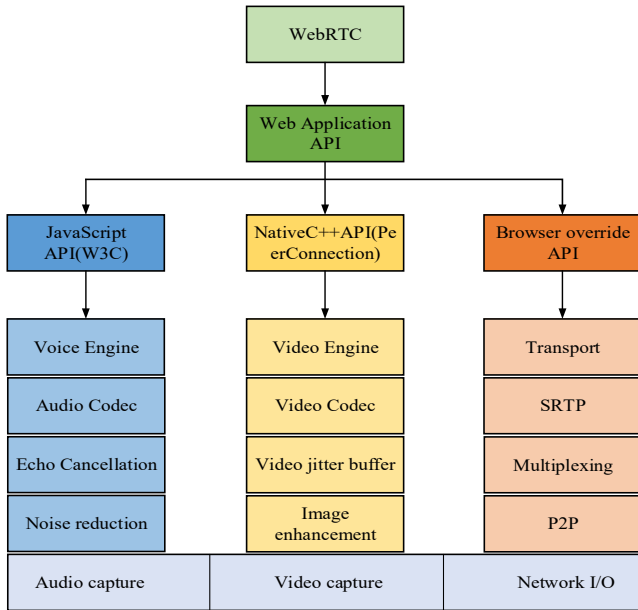 WebRTC
Web Application
API
JavaScript
API(W3C)
NativeC++API(Pe
erConnection)
Browser override
API
Voice Engine
Video Engine
Transport
Audio Codec
Video Codec
SRTP
Echo Cancellation
Video jitter buffer
Multiplexing
Noise reduction
Image
enhancement
P2P
Audio capture
Video capture
Network I/O